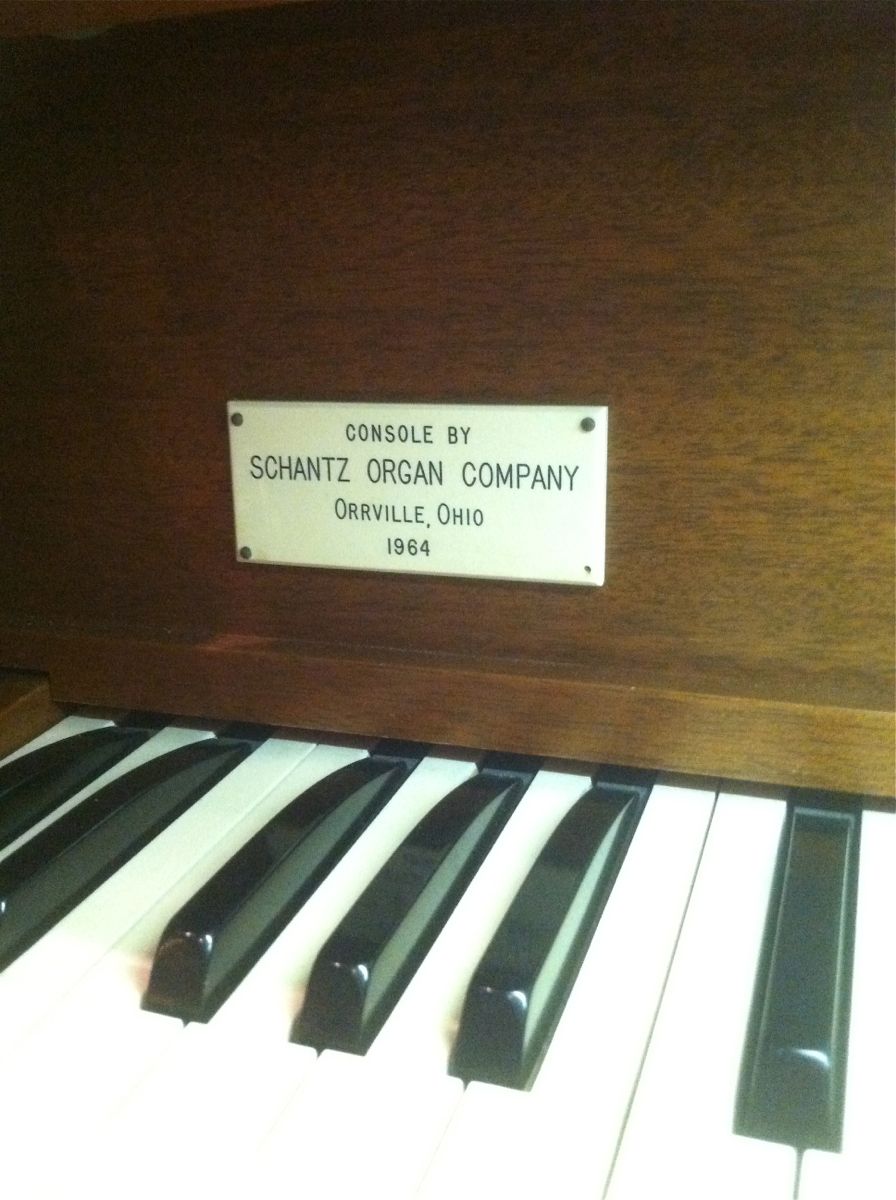 CONSOLE BY
SCHANTZ ORGAN COMPANY
ORRVILLE, OHIO
1964